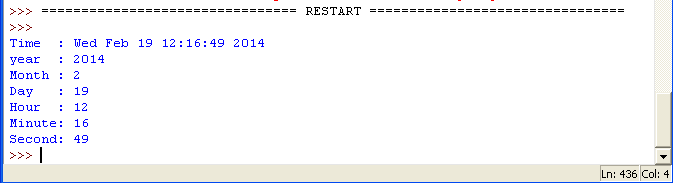 >>> ================================ RESTART ================================
>>>
Time  : Wed Feb 19 12:16:49 2014
year  : 2014
Month : 2
Day   : 19
Hour  : 12
Minute: 16
Second: 49
>>>
Ln: 436 Col: 4